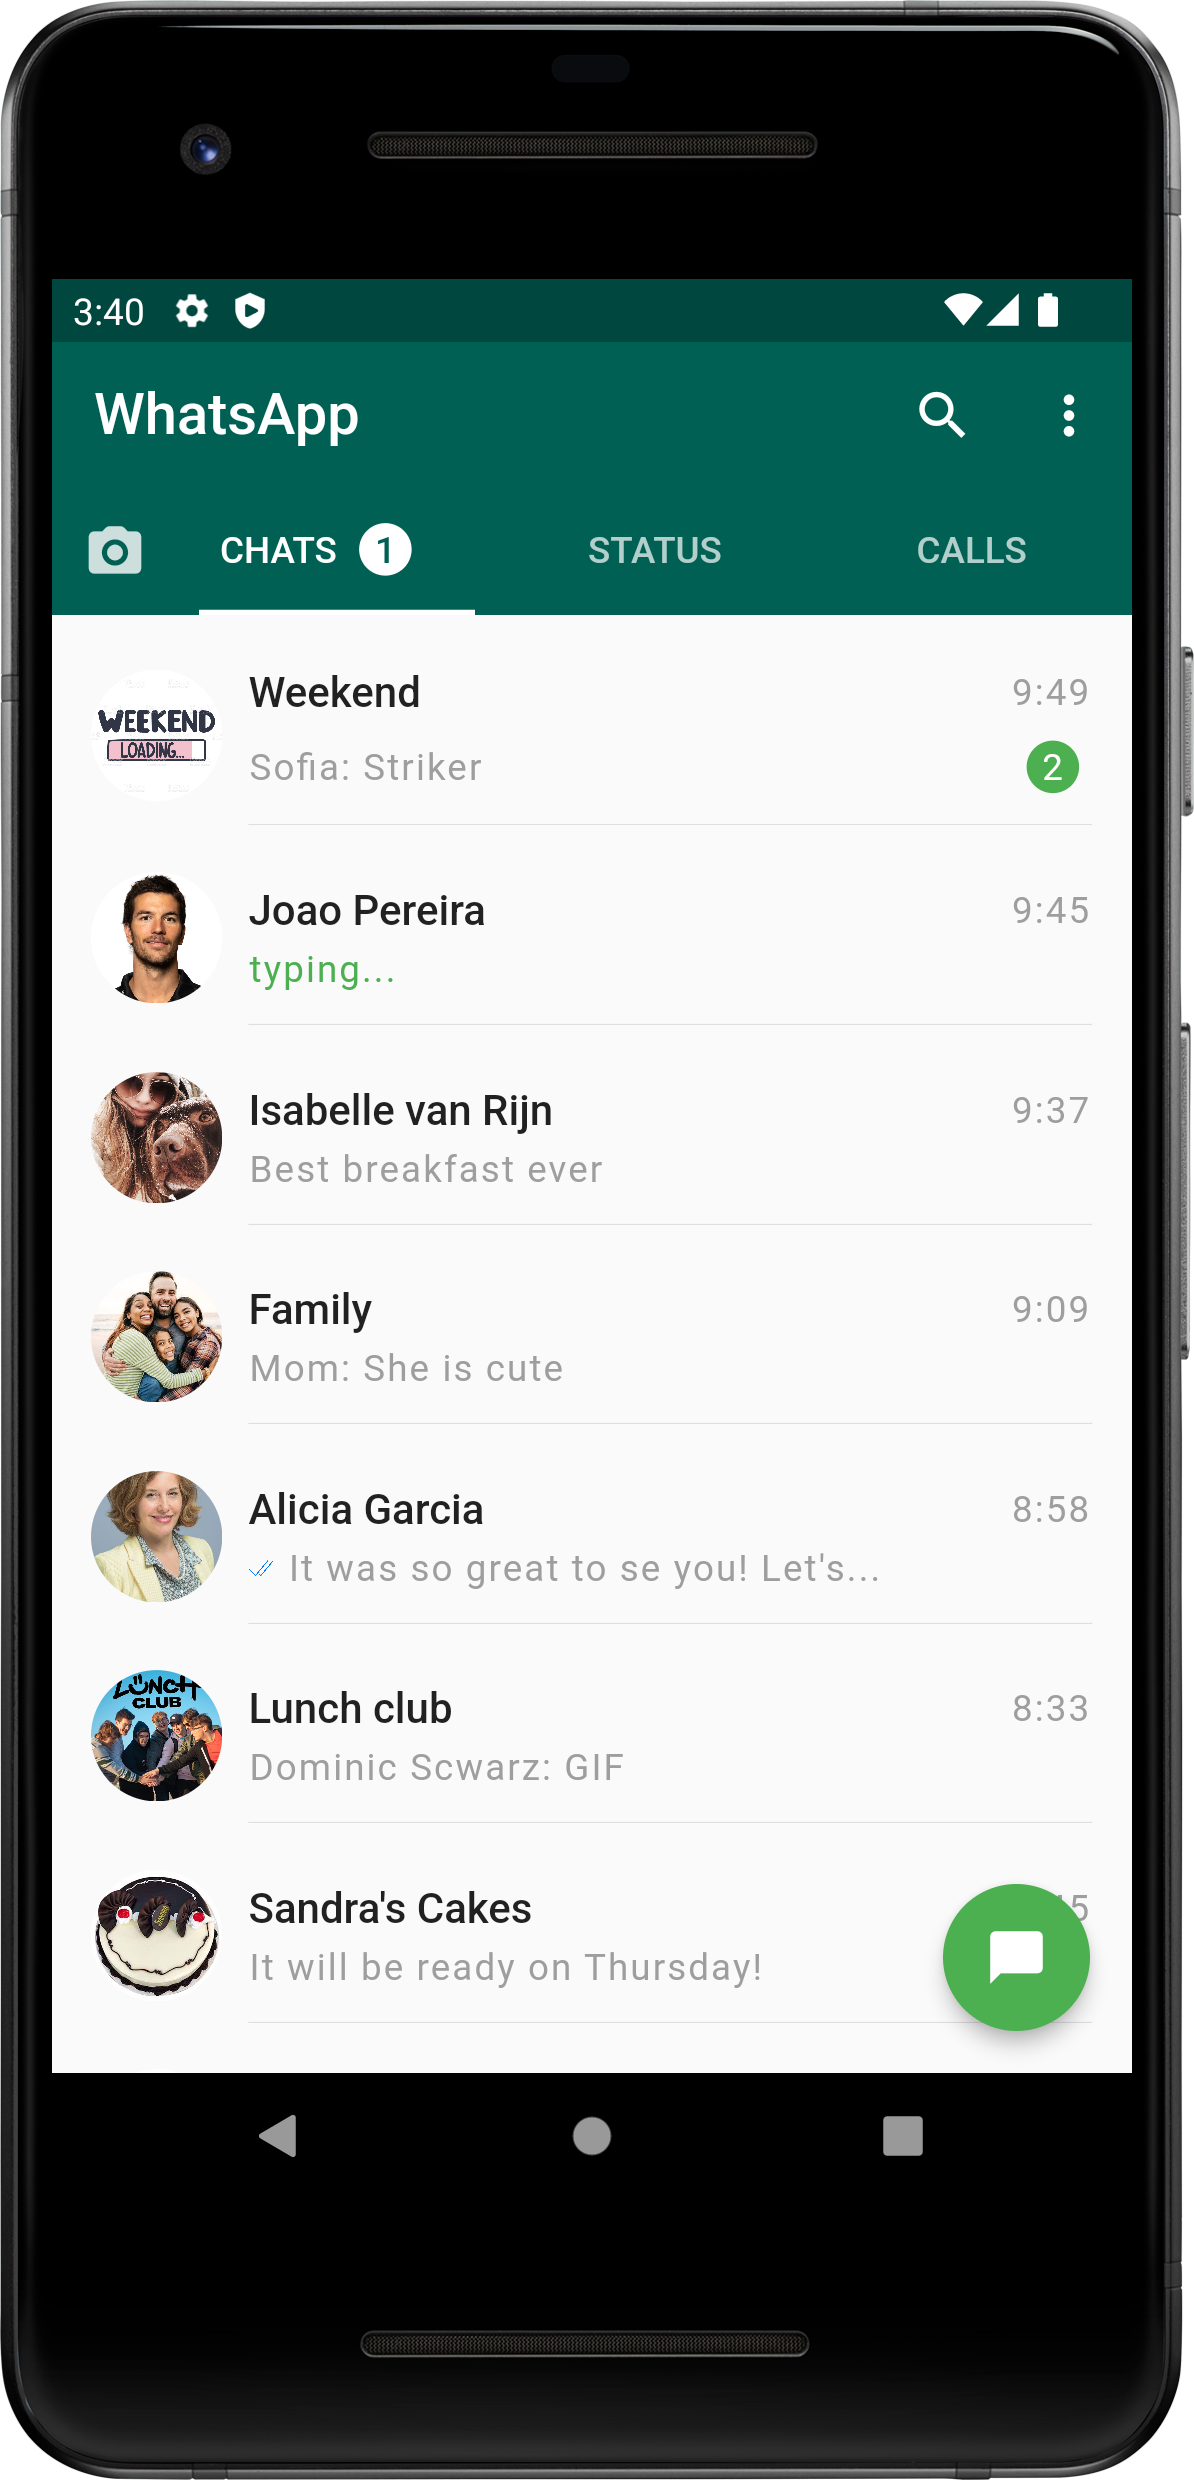 3:40
WhatsApp
CHATS 1 STATUS CALLS
WEEKEND
LOADING...
Weekend 9:49
Sofia: Striker 2
Joao Pereira 9:45
typing...
Isabelle van Rijn 9:37
Best breakfast ever
Family 9:09
Mom: She is cute
Alicia Garcia 8:58
It was so great to se you! Let's...
LUNCH
CLUB
Lunch club 8:33
Dominic Scwarz: GIF
Sandra's Cakes
It will be ready on Thursday!